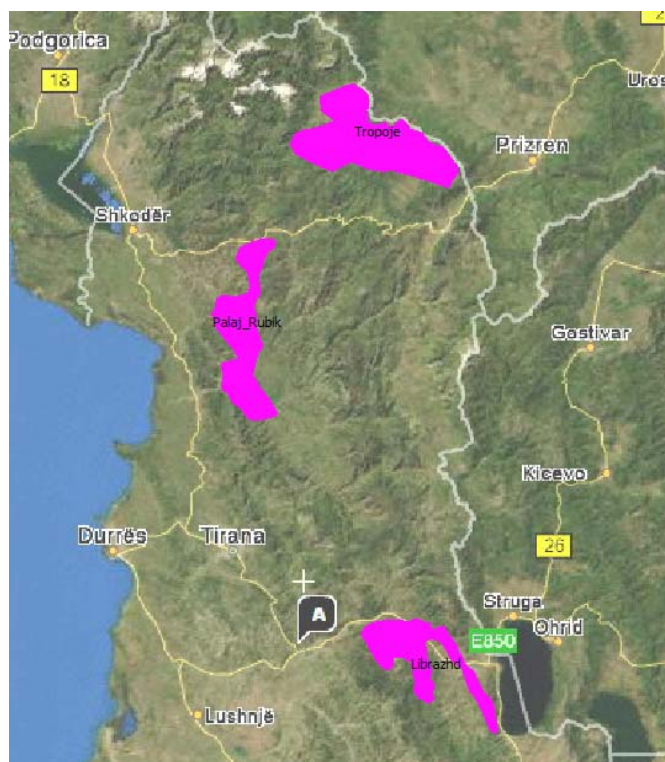 Podgorica
18
Uros
Tropoje
Prizren
Shkodër
Palaj_Rubik
Gostivar
Kicevo
Durrës
Tirana
26
A
Struga
Ohrid
E850
Librazhd
Lushnjë